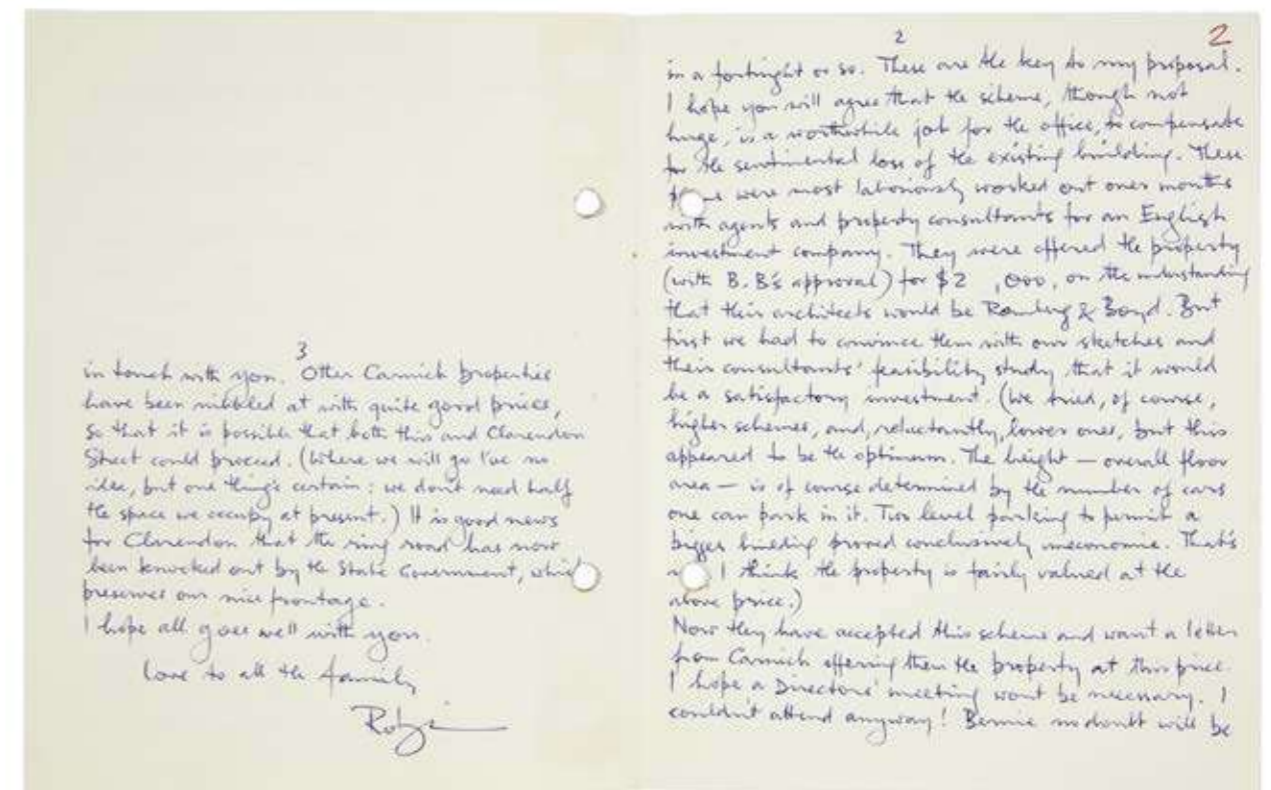 2
2
in a fortnight or so. These are the key to my proposal.
I hope you will agree that the scheme, though not
huge, is a worthwhile job for the office, to compensate
for the sentimental loss of the existing building. These
were most laboriously worked out over months
with agents and property consultants for an English
investment company. They were offered the property
(with B.B's approval) for $2 ,000, on the understanding
that their architects would be Romberg & Boyd. But
first we had to convince them with our sketches and
their consultants' feasibility study that it would
be a satisfactory investment. (We tried, of course,
higher schemes, and, reluctantly, lower ones, but this
appeared to be the optimum. The height — overall floor
area — is of course determined by the number of cars
one can park in it. Two level parking to permit a
bigger building proved conclusively uneconomic. That's
I think the property is fairly valued at the
above price.)
Now they have accepted this scheme and want a letter
from Carnich offering them the property at this price.
I hope a Directors' meeting wont be necessary. I
couldn't attend anyway! Bernie no doubt will be
3
in touch with you. Other Carnich properties
have been nibbled at with quite good prices,
so that it is possible that both this and Clarendon
Street could proceed. (Where we will go I've no
idea, but one thing's certain: we don't need half
the space we occupy at present.) It is good news
for Clarendon that the ring road has now
been knocked out by the State Government, which
preserves our nice frontage.
I hope all goes well with you.
Love to all the family
Robin